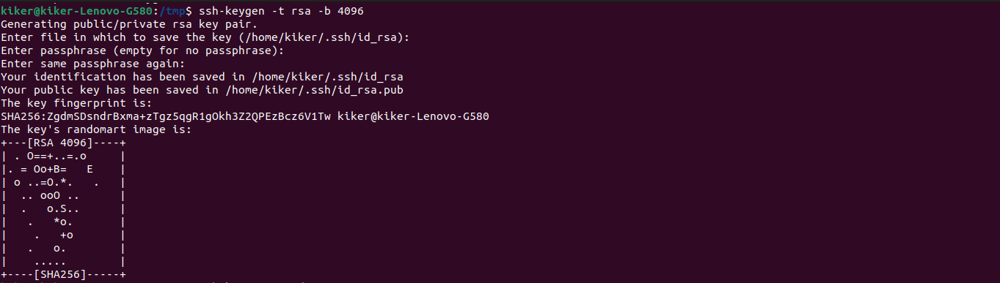 kiker@kiker-Lenovo-G580:/tmp$ ssh-keygen -t rsa -b 4096
Generating public/private rsa key pair.
Enter file in which to save the key (/home/kiker/.ssh/id_rsa):
Enter passphrase (empty for no passphrase):
Enter same passphrase again:
Your identification has been saved in /home/kiker/.ssh/id_rsa
Your public key has been saved in /home/kiker/.ssh/id_rsa.pub
The key fingerprint is:
SHA256:ZgdmSDsndrBxma+zTgz5qgR1gOkh3Z2QPEzBcz6V1Tw kiker@kiker-Lenovo-G580
The key's randomart image is:
+---[RSA 4096]----+
| . O==+..=.o     |
|. = Oo+B=   E    |
| o ..=O.*.   .   |
|  .. ooO ..      |
|  .   o.S..      |
|   .   *o.       |
|    .   +o       |
|   .   o.        |
|    .....        |
+----[SHA256]-----+